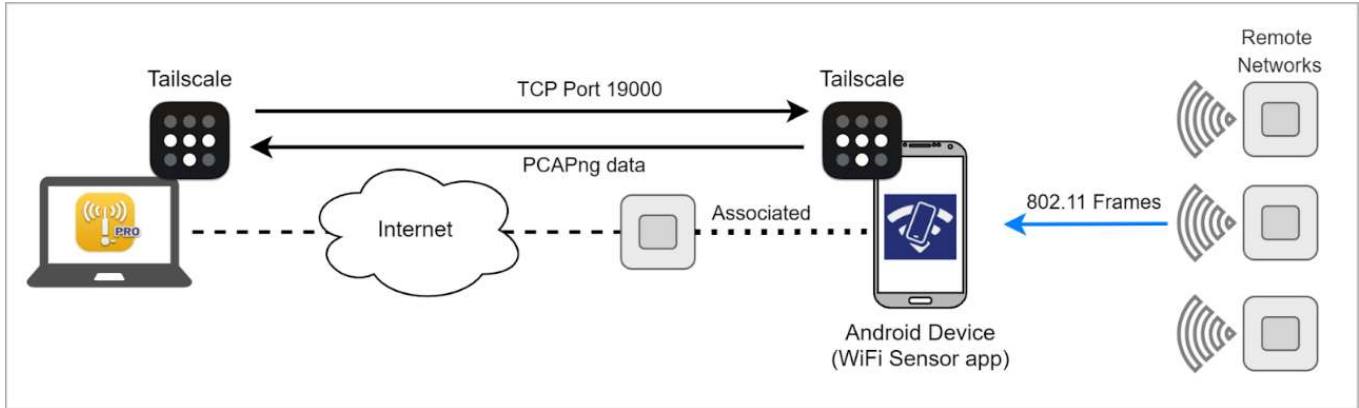 Remote
Networks
Tailscale
Tailscale
TCP Port 19000
PCAPng data
802.11 Frames
PRO
Internet
Associated
Android Device
(WiFi Sensor app)